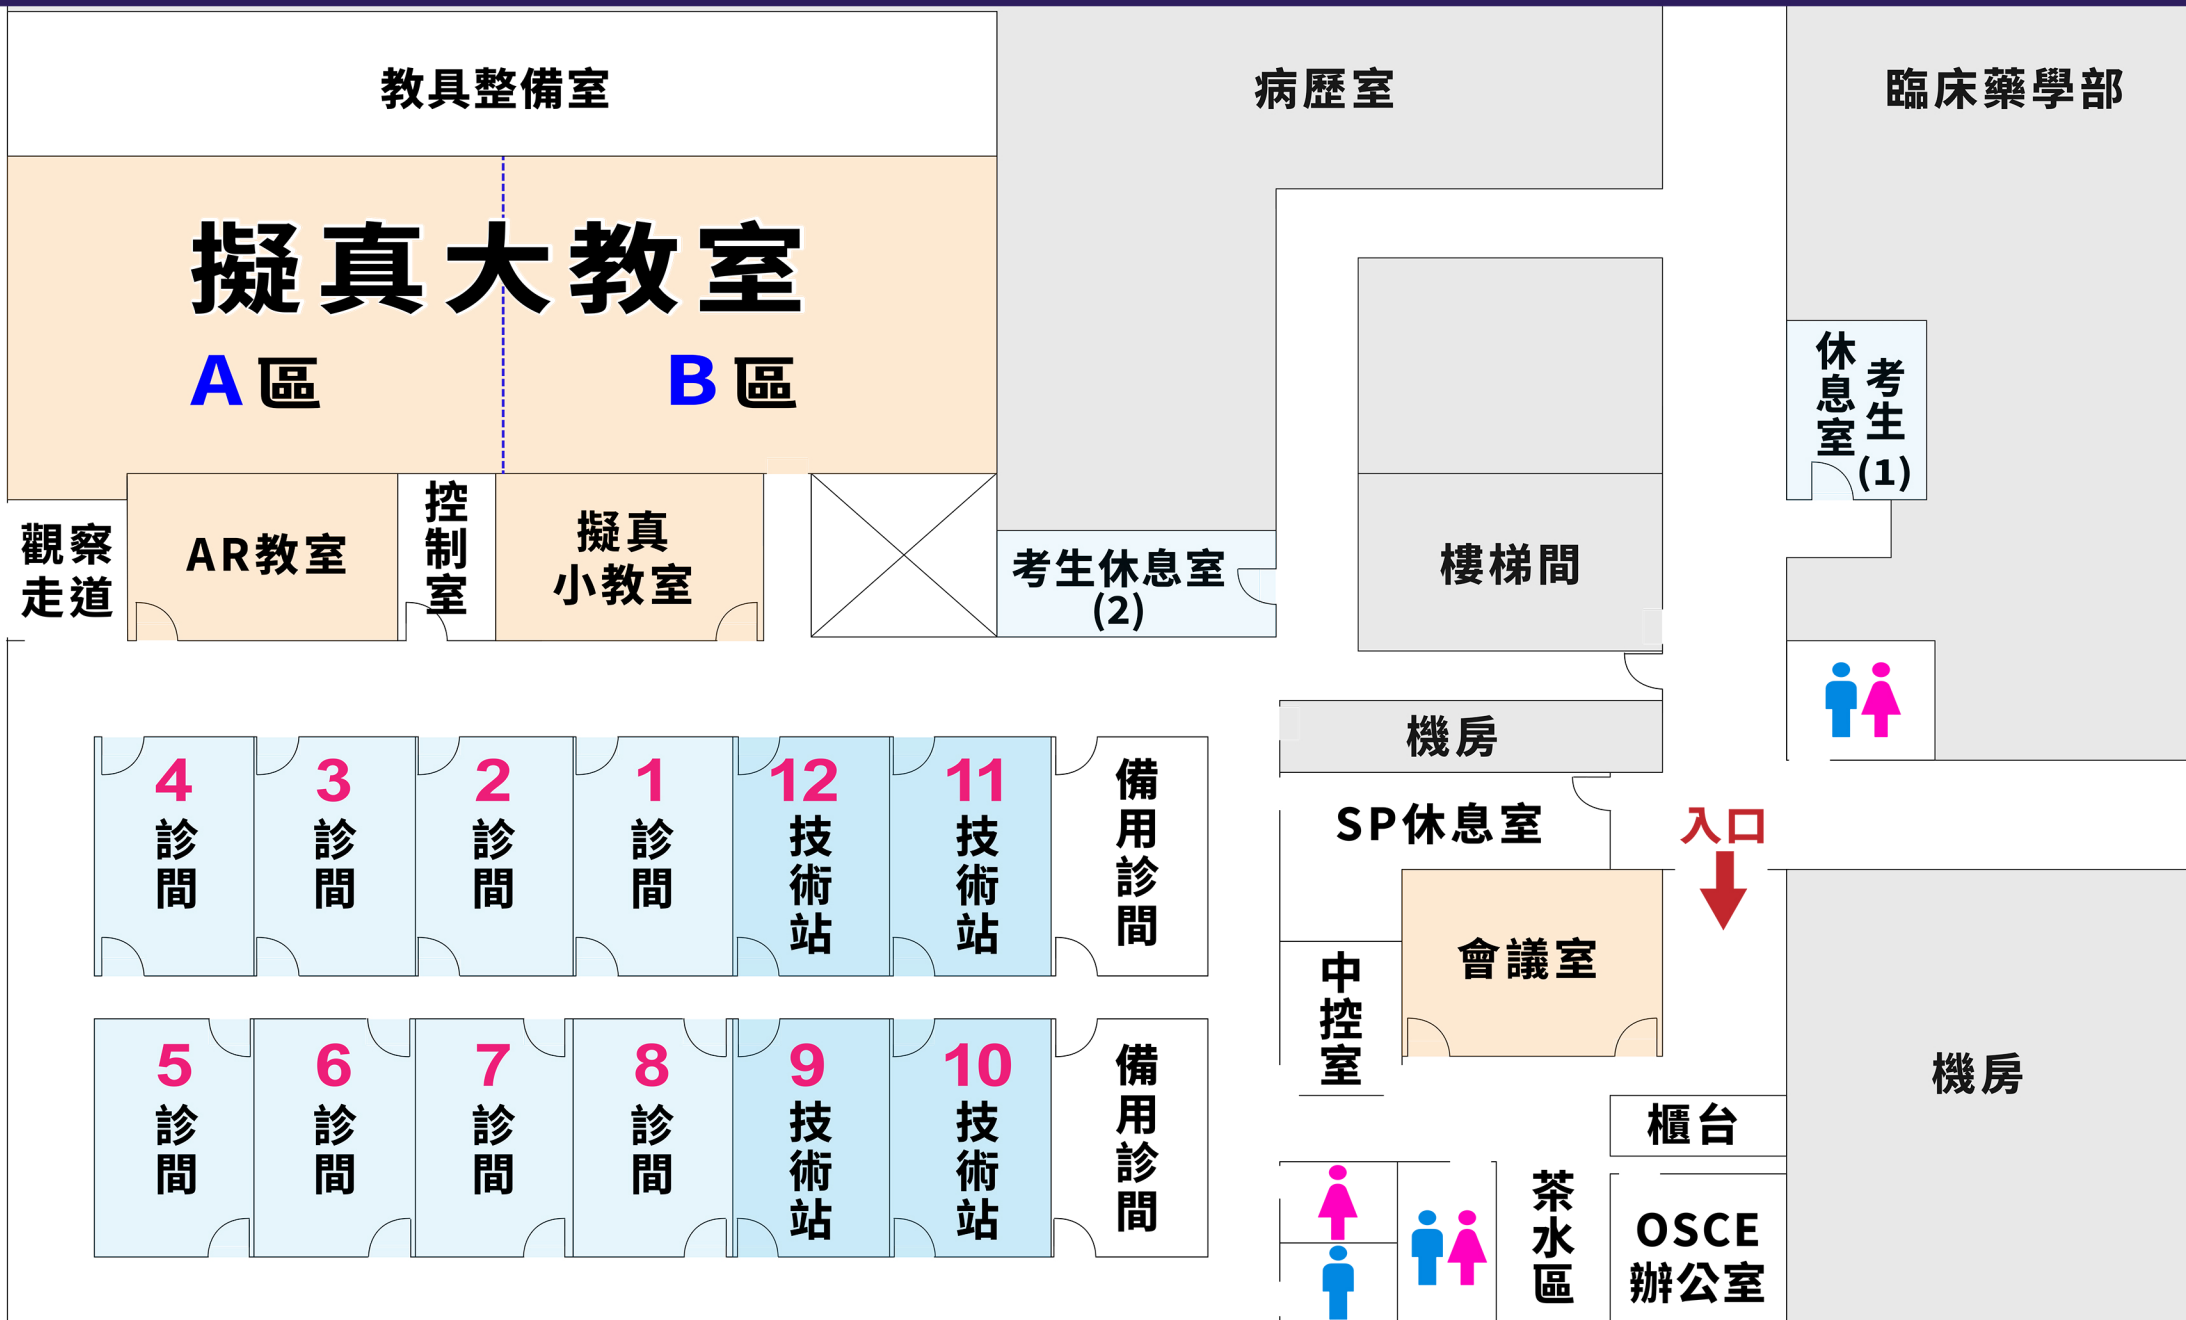 教具整備室
病歷室
臨床藥學部
擬真大教室
A區
B區
考生
休息室
(1)
觀察
走道
AR教室
控制室
擬真
小教室
考生休息室
(2)
樓梯間
機房
SP休息室
入口
4
診間
3
診間
2
診間
1
診間
12
技術站
11
技術站
備用診間
中控室
會議室
機房
5
診間
6
診間
7
診間
8
診間
9
技術站
10
技術站
備用診間
櫃台
茶水區
OSCE
辦公室